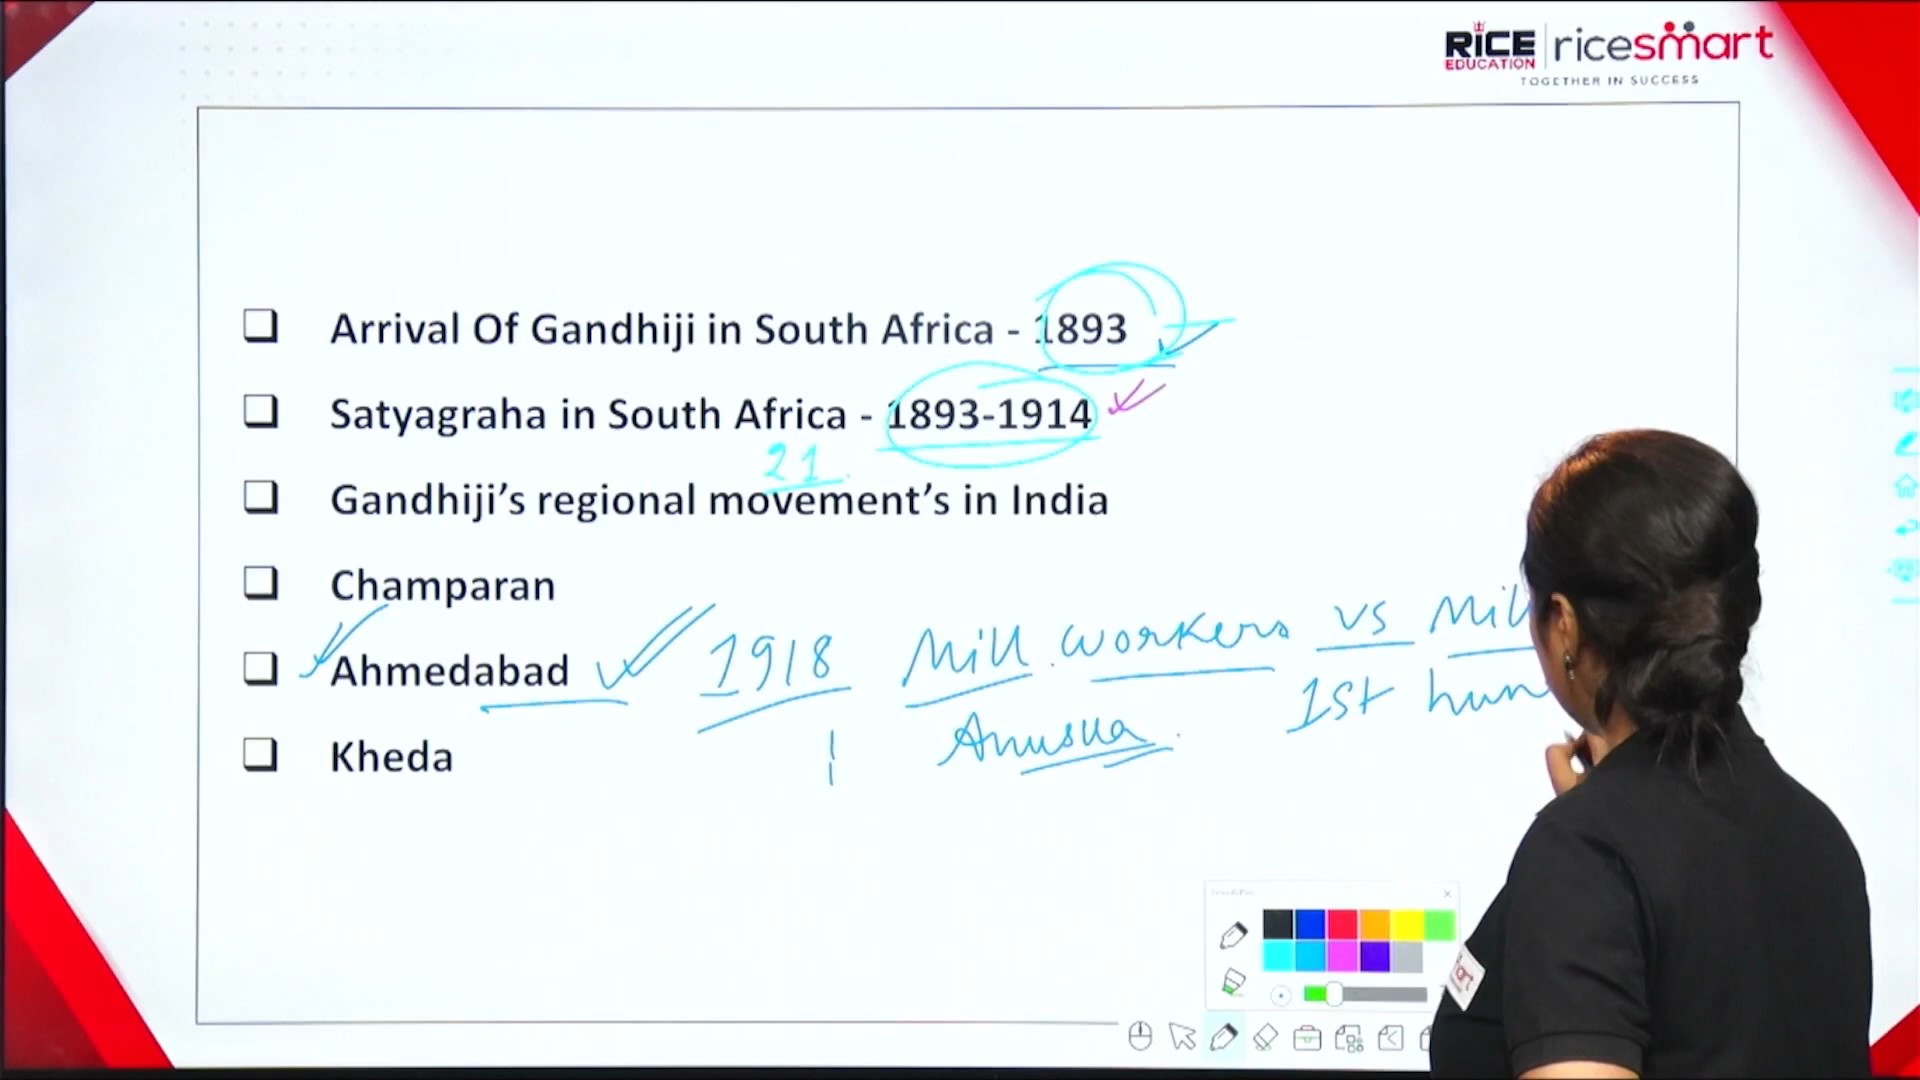 RICE EDUCATION ricesmart
TOGETHER IN SUCCESS
Arrival Of Gandhiji in South Africa - 1893
Satyagraha in South Africa - 1893-1914
21
Gandhiji’s regional movement’s in India
Champaran
Ahmedabad 1918 Mill workers vs Mill
Anusua 1st hun
Kheda